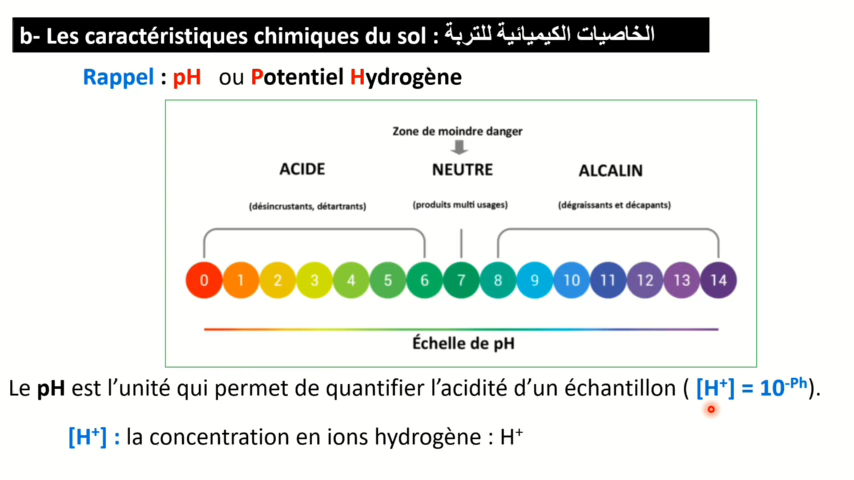 b- Les caractéristiques chimiques du sol : الخاصيات الكيميائية للتربة
Rappel : pH ou Potentiel Hydrogène
Zone de moindre danger
ACIDE NEUTRE ALCALIN
(désincrustants, détartrants) (produits multi usages) (dégraissants et décapants)
0 1 2 3 4 5 6 7 8 9 10 11 12 13 14
Échelle de pH
Le pH est l’unité qui permet de quantifier l’acidité d’un échantillon ( [H⁺] = 10⁻ᴾʰ).
[H⁺] : la concentration en ions hydrogène : H⁺